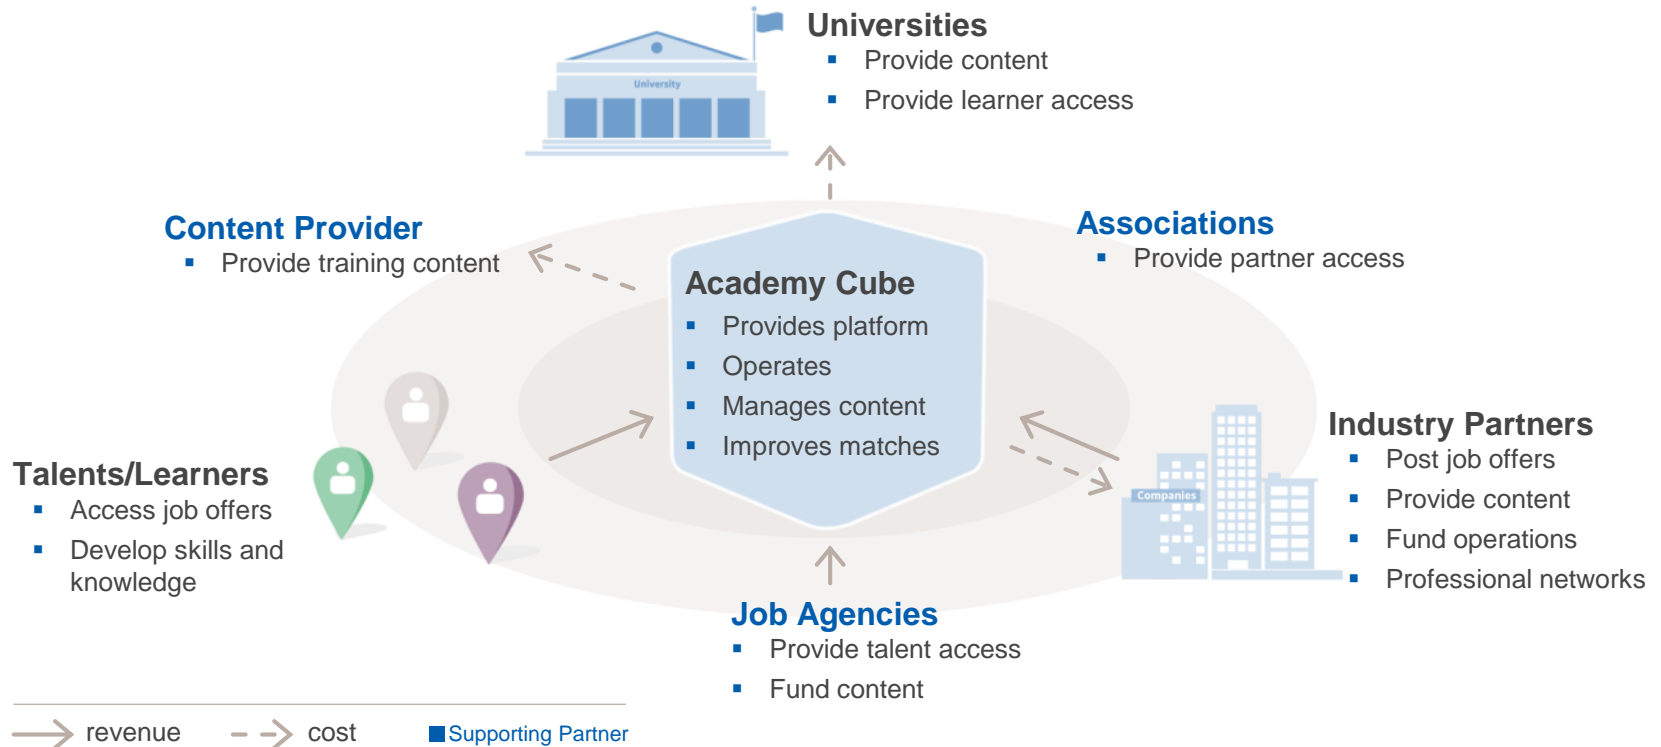 Universities
▪ Provide content
▪ Provide learner access
University
Content Provider
▪ Provide training content
Associations
▪ Provide partner access
Academy Cube
▪ Provides platform
▪ Operates
▪ Manages content
▪ Improves matches
Talents/Learners
▪ Access job offers
▪ Develop skills and
knowledge
Companies
Industry Partners
▪ Post job offers
▪ Provide content
▪ Fund operations
▪ Professional networks
Job Agencies
▪ Provide talent access
▪ Fund content
revenue
cost
Supporting Partner